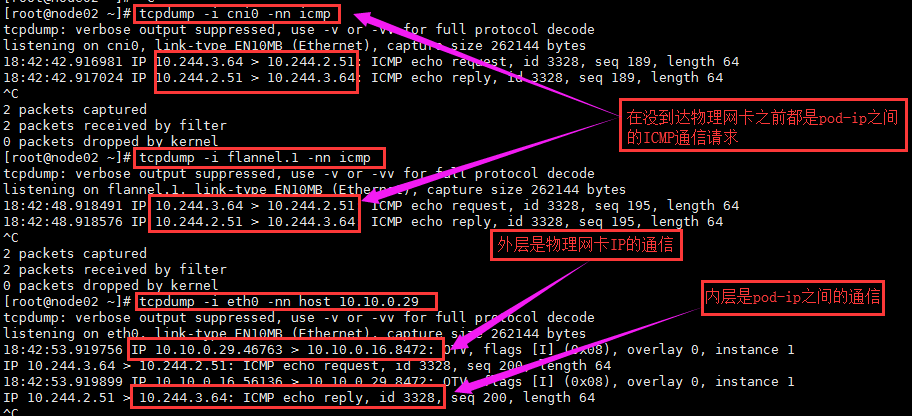 [root@node02 ~]# tcpdump -i cni0 -nn icmp
tcpdump: verbose output suppressed, use -v or -vv for full protocol decode
listening on cni0, link-type EN10MB (Ethernet), capture size 262144 bytes
18:42:42.916981 IP 10.244.3.64 > 10.244.2.51: ICMP echo request, id 3328, seq 189, length 64
18:42:42.917024 IP 10.244.2.51 > 10.244.3.64: ICMP echo reply, id 3328, seq 189, length 64
^C
2 packets captured
2 packets received by filter
0 packets dropped by kernel
在没到达物理网卡之前都是pod-ip之间
的ICMP通信请求
[root@node02 ~]# tcpdump -i flannel.1 -nn icmp
tcpdump: verbose output suppressed, use -v or -vv for full protocol decode
listening on flannel.1, link-type EN10MB (Ethernet), capture size 262144 bytes
18:42:48.918491 IP 10.244.3.64 > 10.244.2.51: ICMP echo request, id 3328, seq 195, length 64
18:42:48.918576 IP 10.244.2.51 > 10.244.3.64: ICMP echo reply, id 3328, seq 195, length 64
^C
2 packets captured
2 packets received by filter
0 packets dropped by kernel
外层是物理网卡IP的通信
内层是pod-ip之间的通信
[root@node02 ~]# tcpdump -i eth0 -nn host 10.10.0.29
tcpdump: verbose output suppressed, use -v or -vv for full protocol decode
listening on eth0, link-type EN10MB (Ethernet), capture size 262144 bytes
18:42:53.919756 IP 10.10.0.29.46763 > 10.10.0.16.8472: OTV, flags [I] (0x08), overlay 0, instance 1
IP 10.244.3.64 > 10.244.2.51: ICMP echo request, id 3328, seq 200, length 64
18:42:53.919899 IP 10.10.0.16.56136 > 10.10.0.29.8472: OTV, flags [I] (0x08), overlay 0, instance 1
IP 10.244.2.51 > 10.244.3.64: ICMP echo reply, id 3328, seq 200, length 64
^C